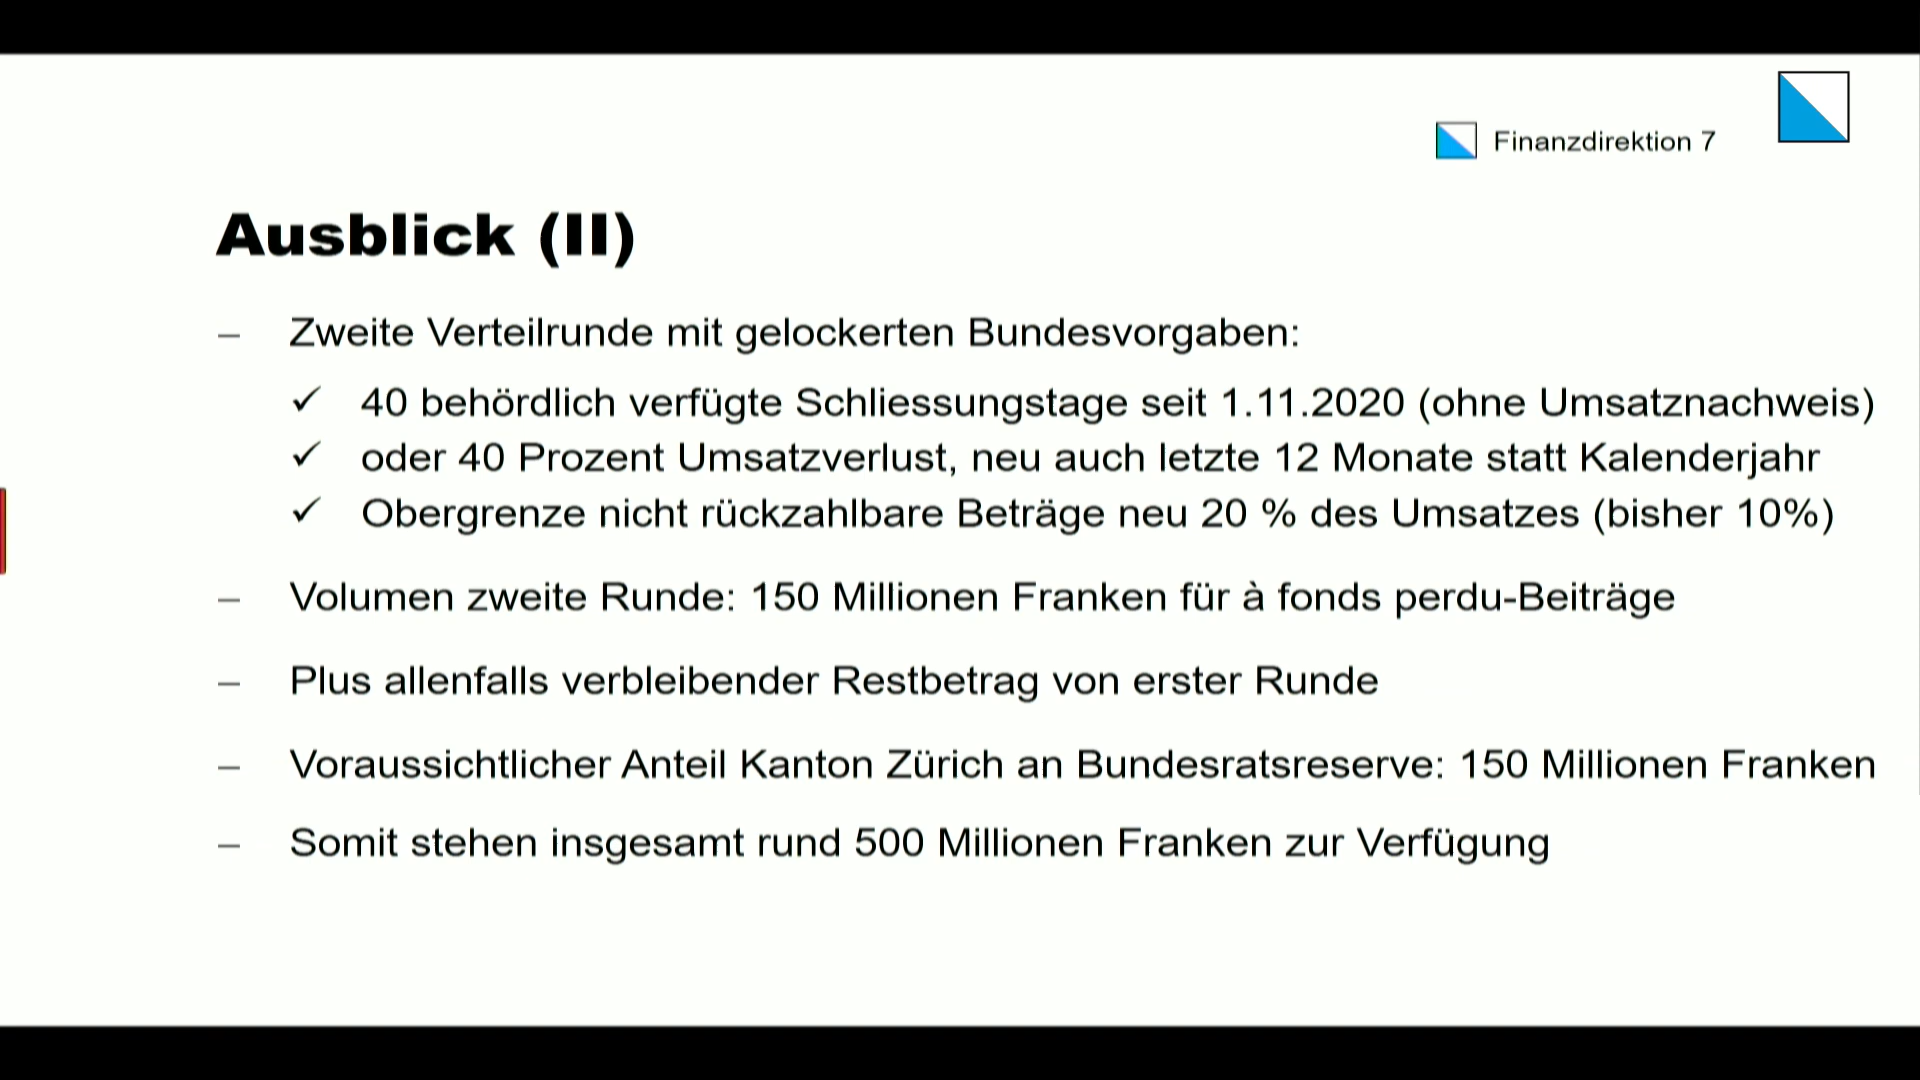 Finanzdirektion 7
Ausblick (II)
– Zweite Verteilrunde mit gelockerten Bundesvorgaben:
✓ 40 behördlich verfügte Schliessungstage seit 1.11.2020 (ohne Umsatznachweis)
✓ oder 40 Prozent Umsatzverlust, neu auch letzte 12 Monate statt Kalenderjahr
✓ Obergrenze nicht rückzahlbare Beträge neu 20 % des Umsatzes (bisher 10%)
– Volumen zweite Runde: 150 Millionen Franken für à fonds perdu-Beiträge
– Plus allenfalls verbleibender Restbetrag von erster Runde
– Voraussichtlicher Anteil Kanton Zürich an Bundesratsreserve: 150 Millionen Franken
– Somit stehen insgesamt rund 500 Millionen Franken zur Verfügung